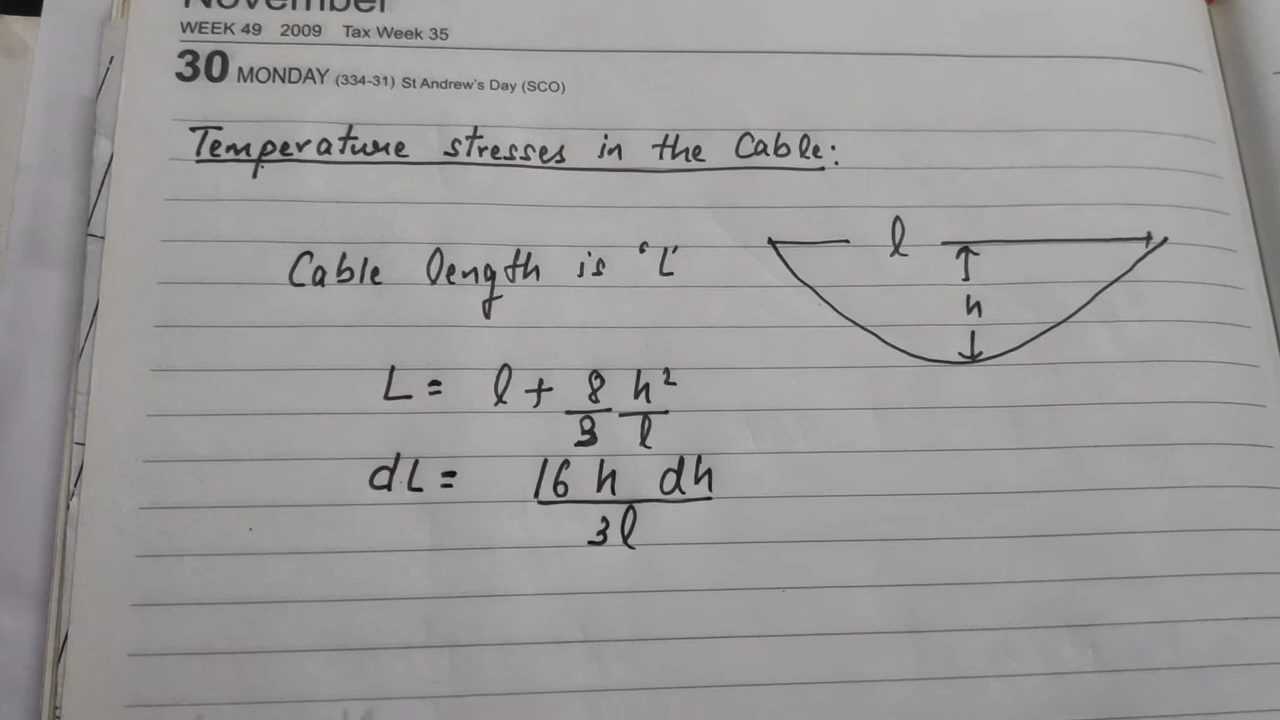 November
WEEK 49 2009 Tax Week 35
30 MONDAY (334-31) St Andrew's Day (SCO)
Temperature stresses in the Cable:
l
Cable length is 'L'
h
L = l + 8/3 h²/l
dL = 16 h dh / 3l